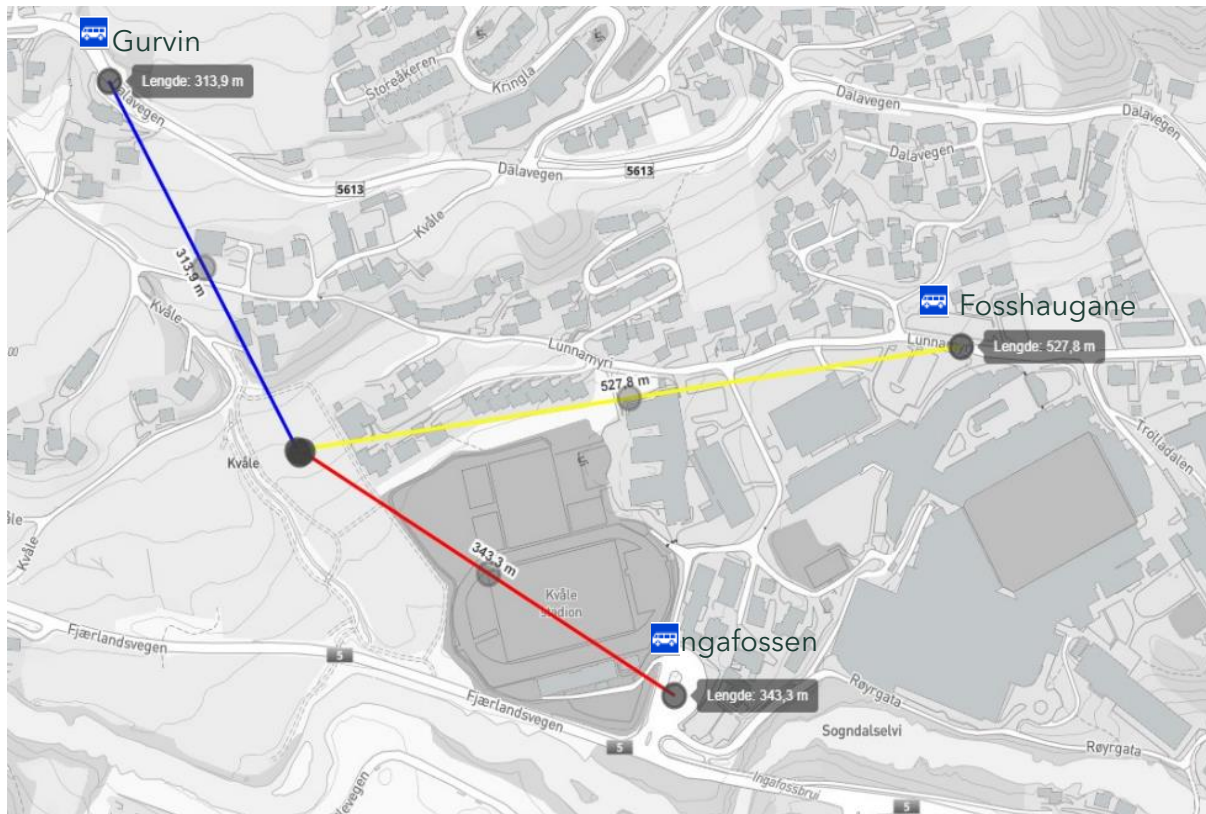 Gurvin
Lengde: 313,9 m
Dalavegen
Storeåkeren
Kringla
Dalavegen
Dalavegen
Dalavegen
Dalavegen
5613
5613
Kvåle
313,9 m
Kvåle
Fosshaugane
Lunnamyri
Lengde: 527,8 m
Lunnamyri
527,8 m
Trolladalen
Kvåle
Kvåle
343,3 m
Kvåle
stadion
Fjærlandsvegen
5
ngafossen
Lengde: 343,3 m
Fjærlandsvegen
Røyrgata
Sogndalselvi
5
Røyrgata
Ingafossbrui
5